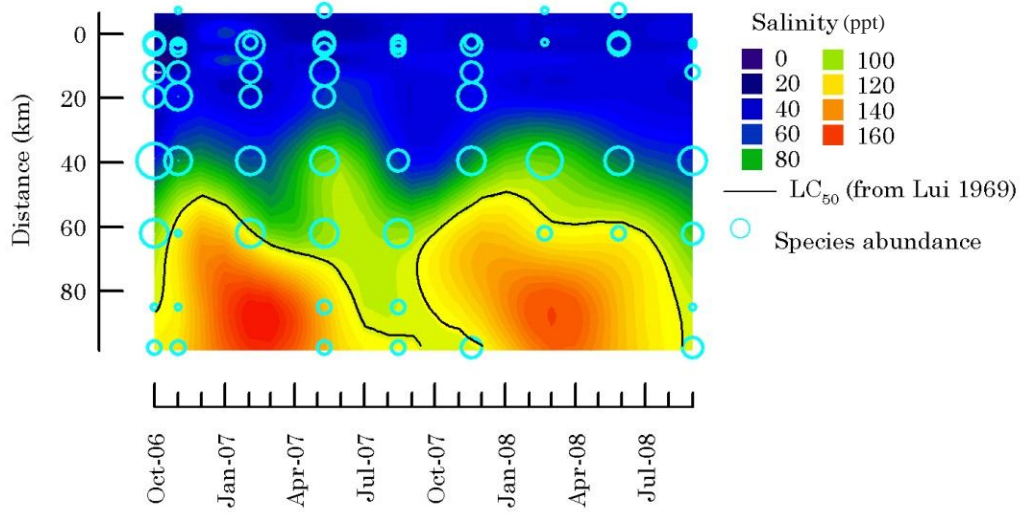 Salinity (ppt)
0
20
40
60
80
100
120
140
160
LC50 (from Lui 1969)
Species abundance
Distance (km)
0
20
40
60
80
Oct-06
Jan-07
Apr-07
Jul-07
Oct-07
Jan-08
Apr-08
Jul-08